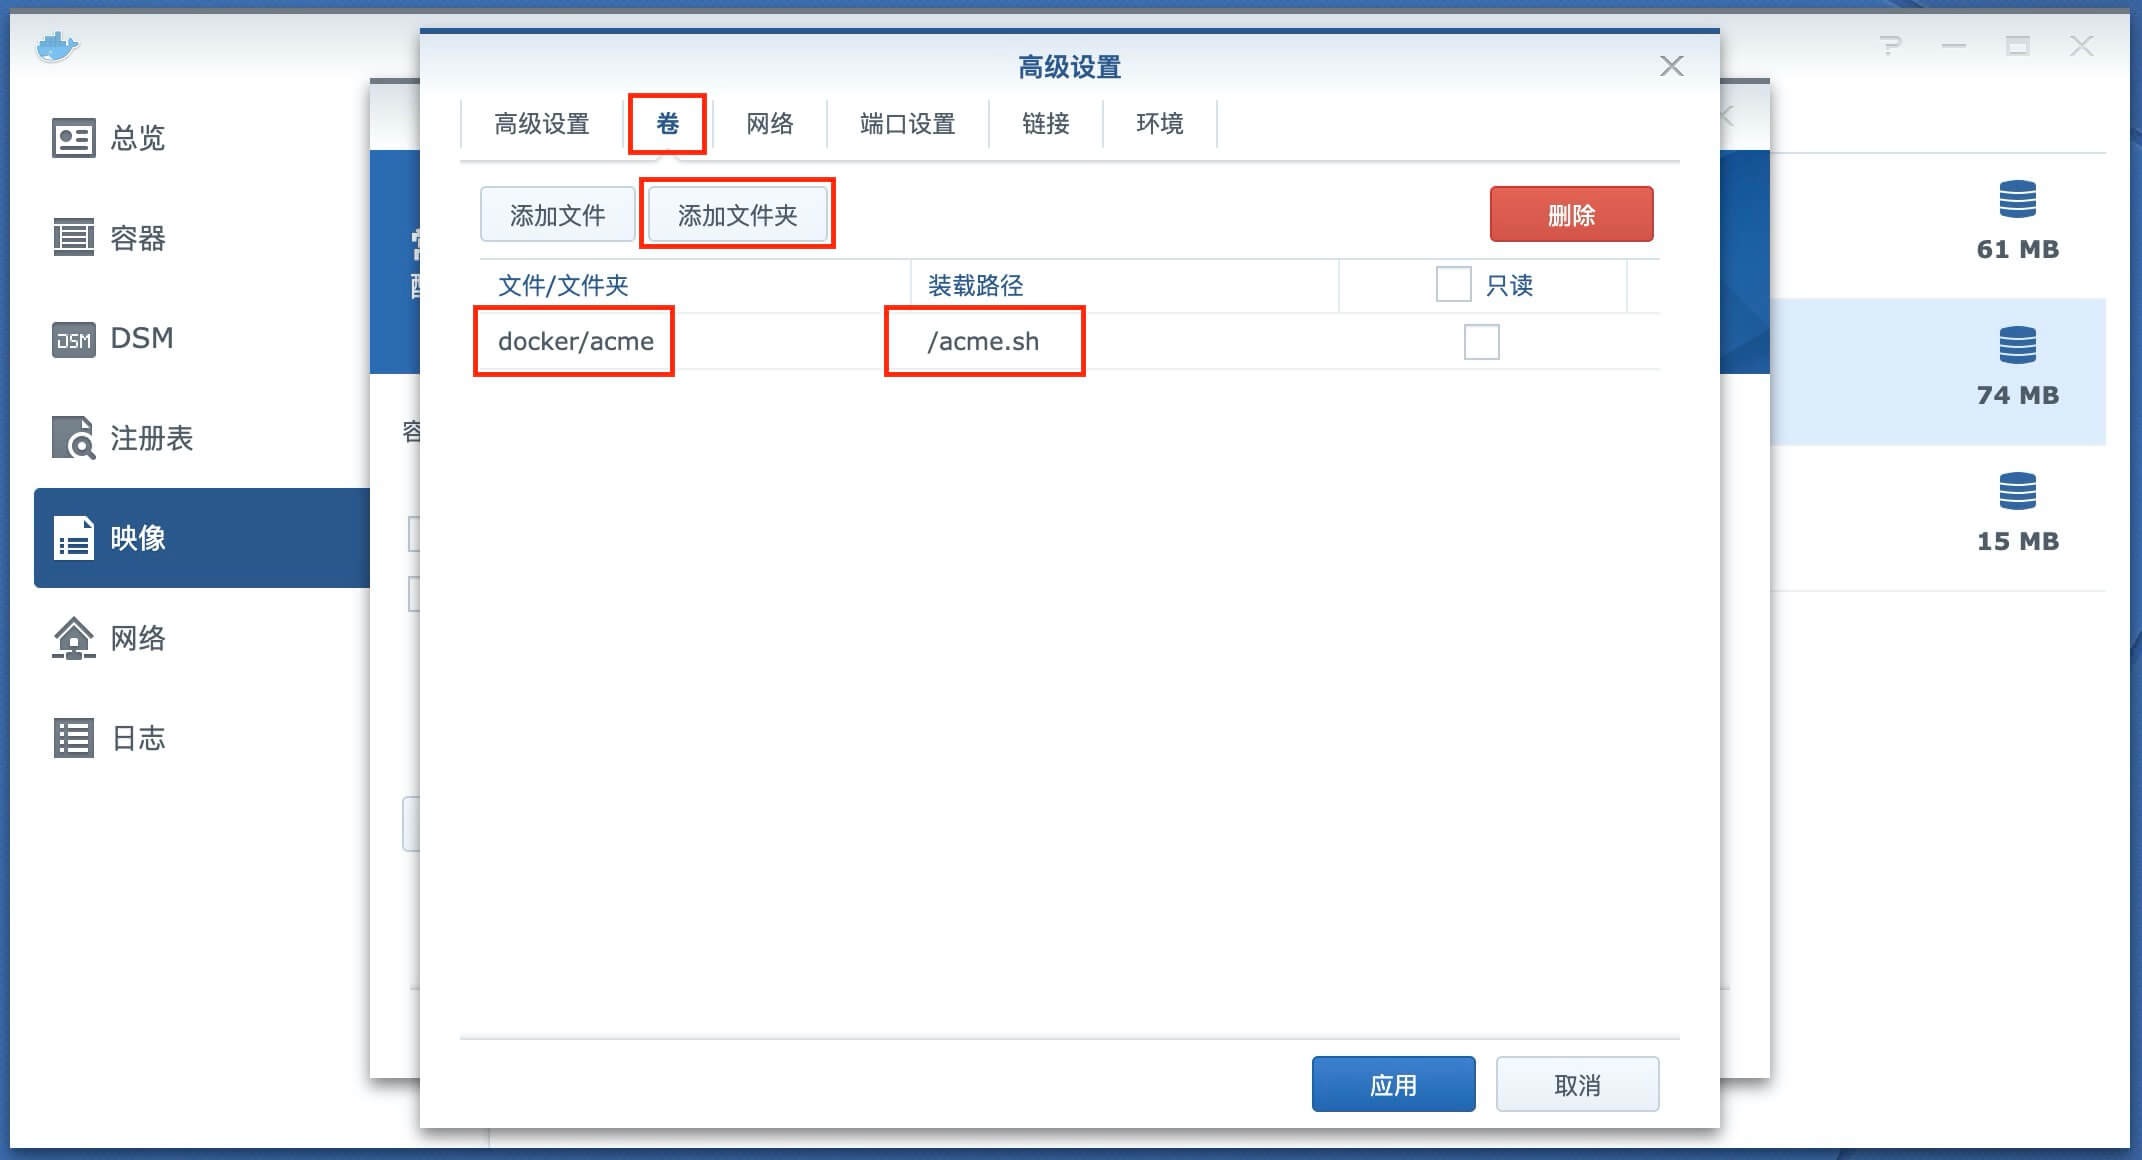 高级设置
高级设置 卷 网络 端口设置 链接 环境
添加文件 添加文件夹 删除
文件/文件夹 装载路径 只读
docker/acme /acme.sh
应用 取消
总览
容器
DSM
DSM
注册表
映像
网络
日志
61 MB
74 MB
15 MB